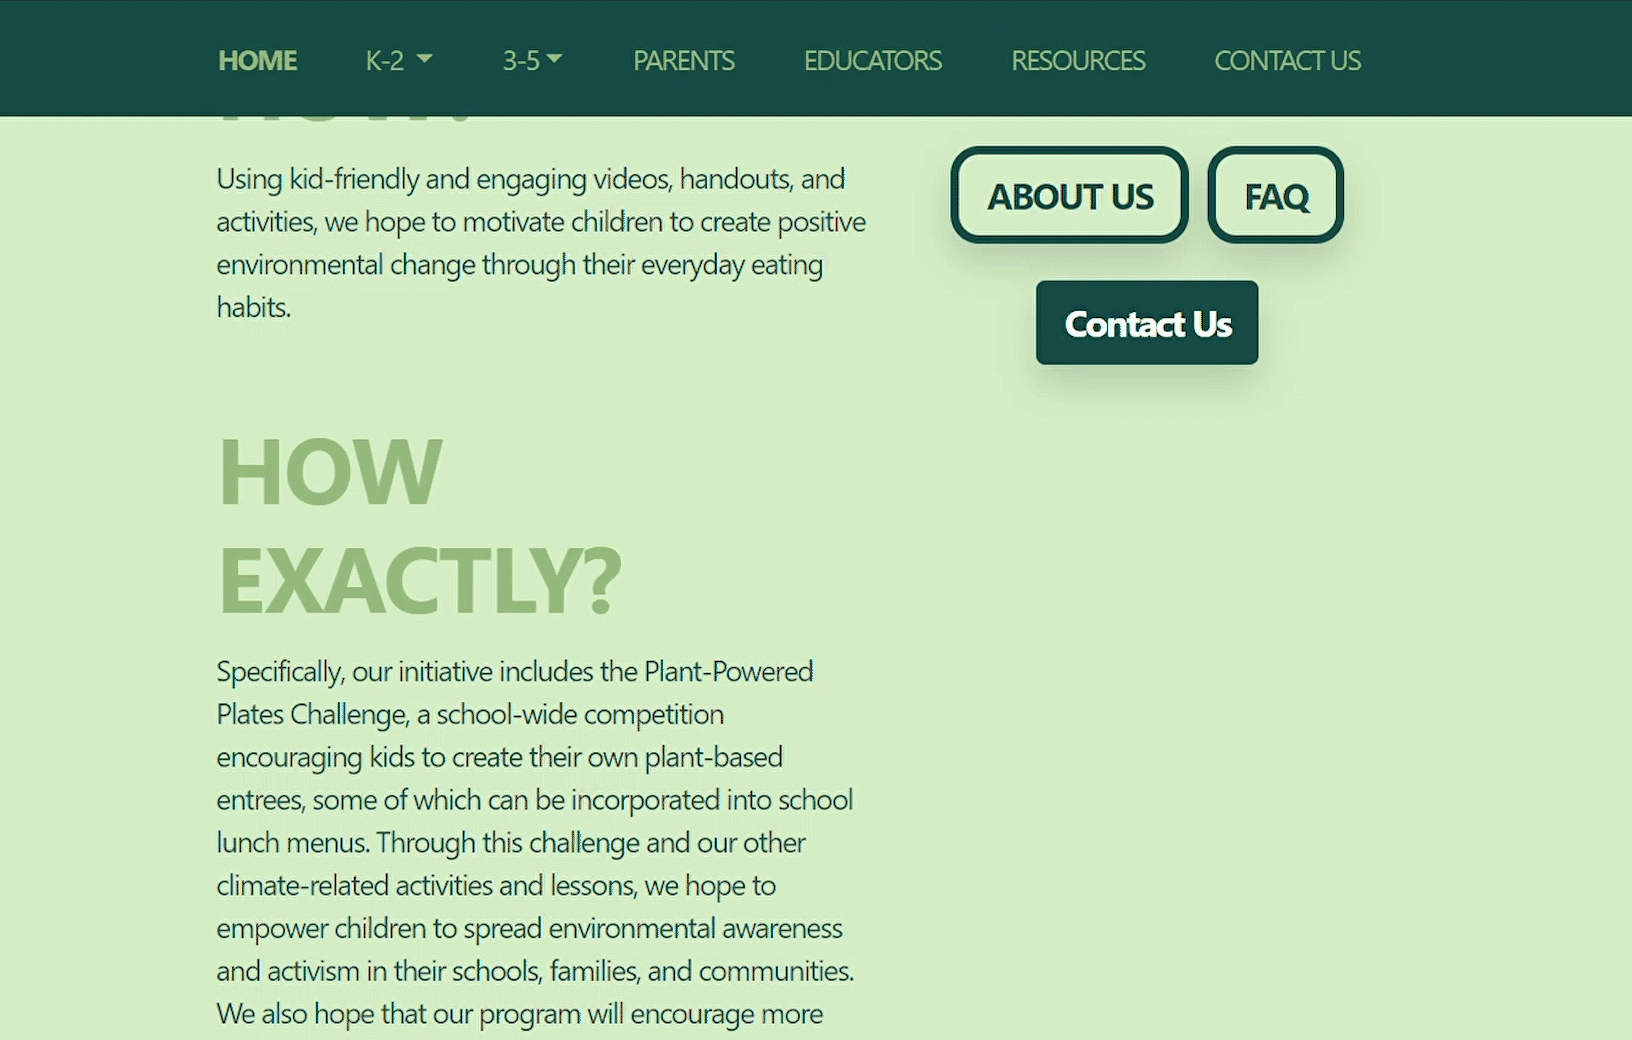 HOME K-2 3-5 PARENTS EDUCATORS RESOURCES CONTACT US
Using kid-friendly and engaging videos, handouts, and
activities, we hope to motivate children to create positive
environmental change through their everyday eating
habits.
ABOUT US FAQ
Contact Us
HOW
EXACTLY?
Specifically, our initiative includes the Plant-Powered
Plates Challenge, a school-wide competition
encouraging kids to create their own plant-based
entrees, some of which can be incorporated into school
lunch menus. Through this challenge and our other
climate-related activities and lessons, we hope to
empower children to spread environmental awareness
and activism in their schools, families, and communities.
We also hope that our program will encourage more